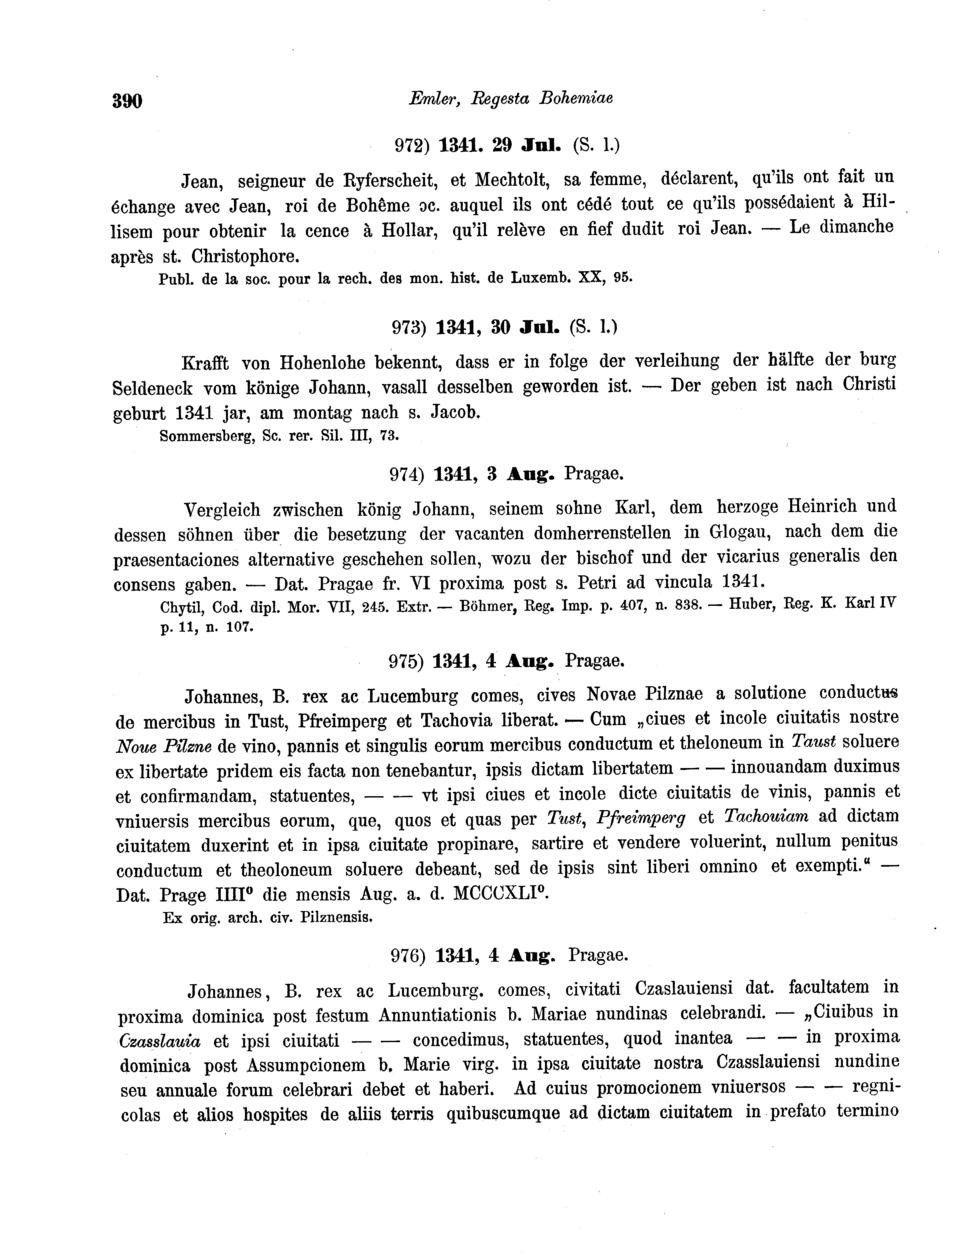 390
Emler, Regesta Bohemiae
972) 1341. 29 Jul. (S. l.)
Jean, seigneur de Ryferscheit, et Mechtolt, sa femme, déclarent, qu'ils ont fait un
échange avec Jean, roi de Bohême ɔc. auquel ils ont cédé tout ce qu'ils possédaient à Hil-
lisem pour obtenir la cence à Hollar, qu'il relève en fief dudit roi Jean. — Le dimanche
après st. Christophore.
Publ. de la soc. pour la rech. des mon. hist. de Luxemb. XX, 95.
973) 1341, 30 Jul. (S. l.)
Krafft von Hohenlohe bekennt, dass er in folge der verleihung der hälfte der burg
Seldeneck vom könige Johann, vasall desselben geworden ist. — Der geben ist nach Christi
geburt 1341 jar, am montag nach s. Jacob.
Sommersberg, Sc. rer. Sil. III, 73.
974) 1341, 3 Aug. Pragae.
Vergleich zwischen könig Johann, seinem sohne Karl, dem herzoge Heinrich und
dessen söhnen über die besetzung der vacanten domherrenstellen in Glogau, nach dem die
praesentaciones alternative geschehen sollen, wozu der bischof und der vicarius generalis den
consens gaben. — Dat. Pragae fr. VI proxima post s. Petri ad vincula 1341.
Chytil, Cod. dipl. Mor. VII, 245. Extr. — Böhmer, Reg. Imp. p. 407, n. 838. — Huber, Reg. K. Karl IV
p. 11, n. 107.
975) 1341, 4 Aug. Pragae.
Johannes, B. rex ac Lucemburg comes, cives Novae Pilznae a solutione conductus
de mercibus in Tust, Pfreimperg et Tachovia liberat. — Cum „ciues et incole ciuitatis nostre
Noue Pilzne de vino, pannis et singulis eorum mercibus conductum et theloneum in Taust soluere
ex libertate pridem eis facta non tenebantur, ipsis dictam libertatem — — innouandam duximus
et confirmandam, statuentes, — — vt ipsi ciues et incole dicte ciuitatis de vinis, pannis et
vniuersis mercibus eorum, que, quos et quas per Tust, Pfreimperg et Tachouiam ad dictam
ciuitatem duxerint et in ipsa ciuitate propinare, sartire et vendere voluerint, nullum penitus
conductum et theoloneum soluere debeant, sed de ipsis sint liberi omnino et exempti.“ —
Dat. Prage IIII⁰ die mensis Aug. a. d. MCCCXLI⁰.
Ex orig. arch. civ. Pilznensis.
976) 1341, 4 Aug. Pragae.
Johannes, B. rex ac Lucemburg. comes, civitati Czaslauiensi dat. facultatem in
proxima dominica post festum Annuntiationis b. Mariae nundinas celebrandi. — „Ciuibus in
Czasslauia et ipsi ciuitati — — concedimus, statuentes, quod inantea — — in proxima
dominica post Assumpcionem b. Marie virg. in ipsa ciuitate nostra Czasslauiensi nundine
seu annuale forum celebrari debet et haberi. Ad cuius promocionem vniuersos — — regni-
colas et alios hospites de aliis terris quibuscumque ad dictam ciuitatem in prefato termino